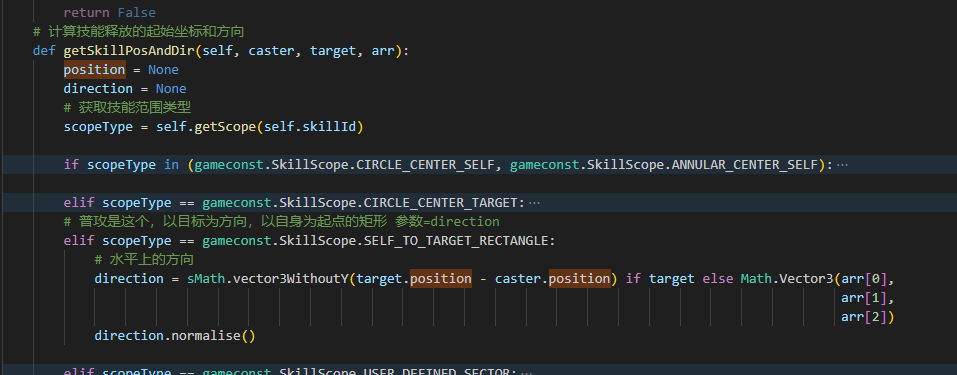 return False
# 计算技能释放的起始坐标和方向
def getSkillPosAndDir(self, caster, target, arr):
position = None
direction = None
# 获取技能范围类型
scopeType = self.getScope(self.skillId)
if scopeType in (gameconst.SkillScope.CIRCLE_CENTER_SELF, gameconst.SkillScope.ANNULAR_CENTER_SELF):···
elif scopeType == gameconst.SkillScope.CIRCLE_CENTER_TARGET:···
# 普攻是这个，以目标为方向，以自身为起点的矩形 参数=direction
elif scopeType == gameconst.SkillScope.SELF_TO_TARGET_RECTANGLE:
# 水平上的方向
direction = sMath.vector3WithoutY(target.position - caster.position) if target else Math.Vector3(arr[0],
arr[1],
arr[2])
direction.normalise()
elif scopeType == gameconst.SkillScope.USER_DEFINED_SECTOR:···